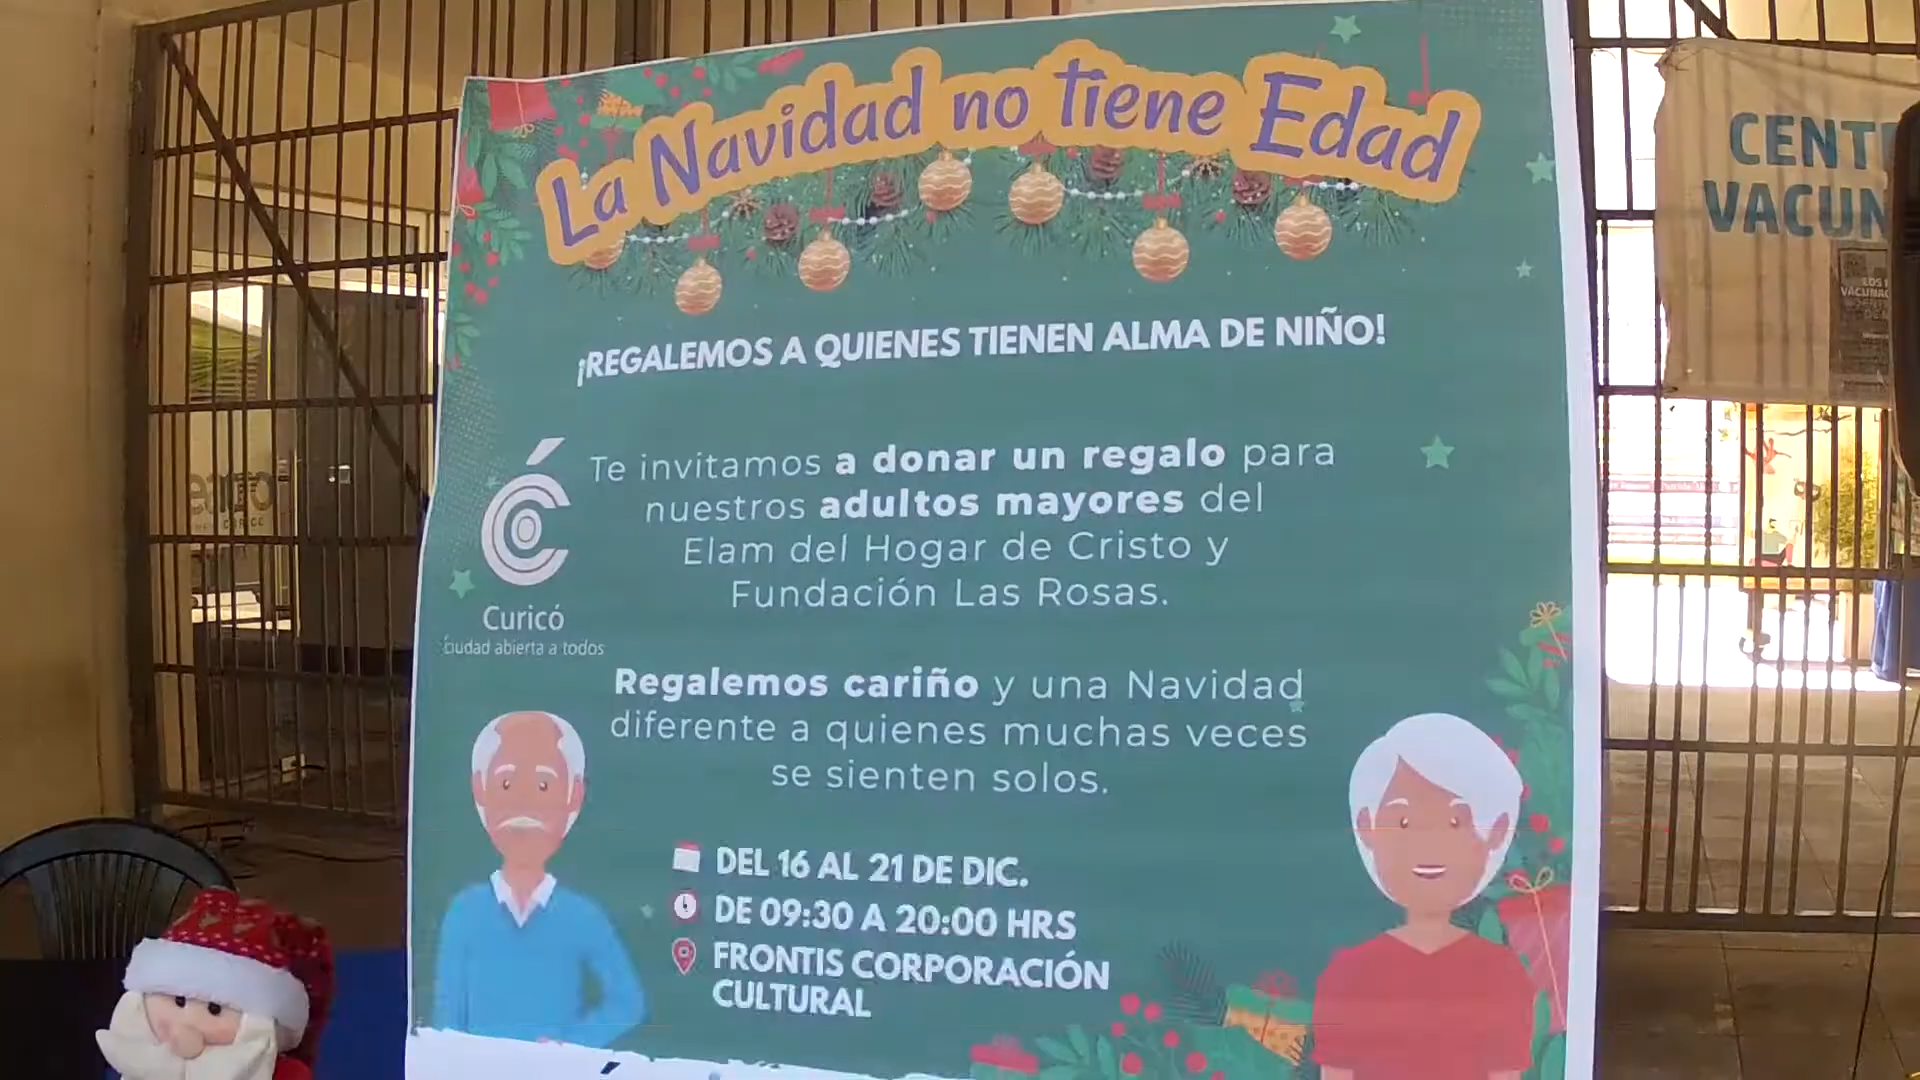 La Navidad no tiene Edad
¡REGALEMOS A QUIENES TIENEN ALMA DE NIÑO!
Te invitamos a donar un regalo para
nuestros adultos mayores del
Elam del Hogar de Cristo y
Fundación Las Rosas.
Curicó
ciudad abierta a todos
Regalemos cariño y una Navidad
diferente a quienes muchas veces
se sienten solos.
DEL 16 AL 21 DE DIC.
DE 09:30 A 20:00 HRS
FRONTIS CORPORACIÓN
CULTURAL
CENT
VACUN